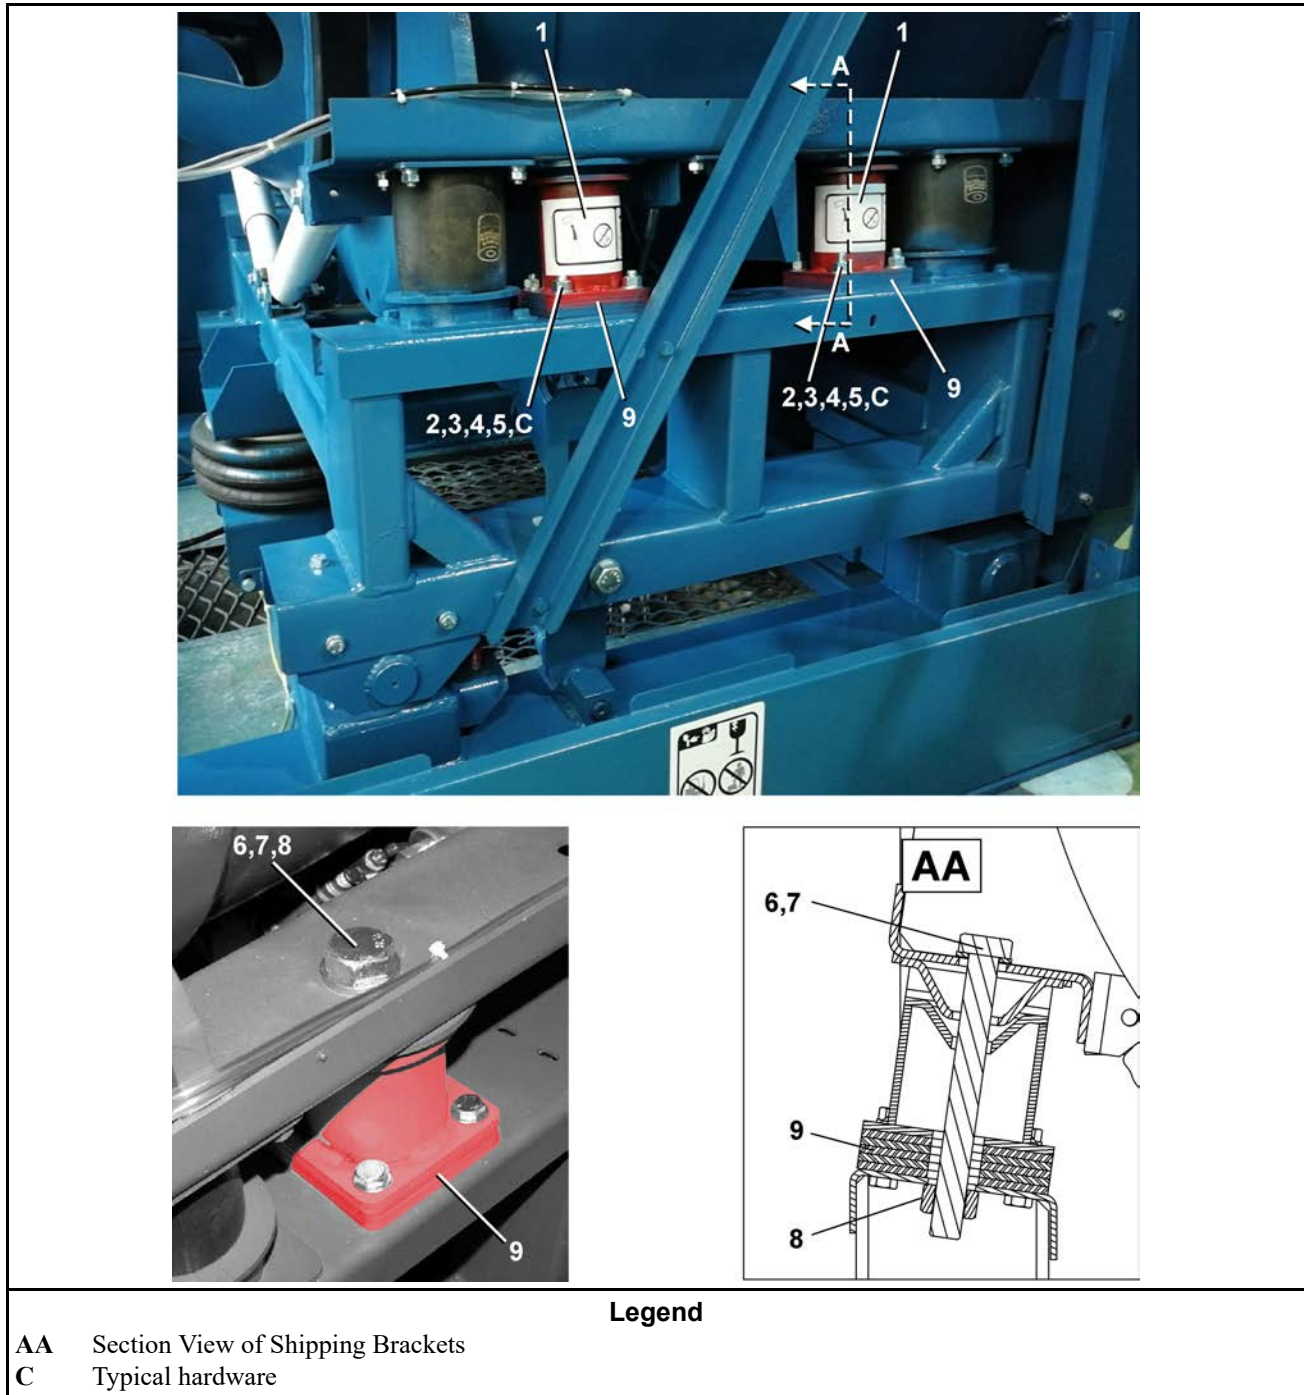 1
1
A
A
2,3,4,5,C
9
2,3,4,5,C
9
6,7,8
9
AA
6,7
9
8
Legend
AA Section View of Shipping Brackets
C Typical hardware